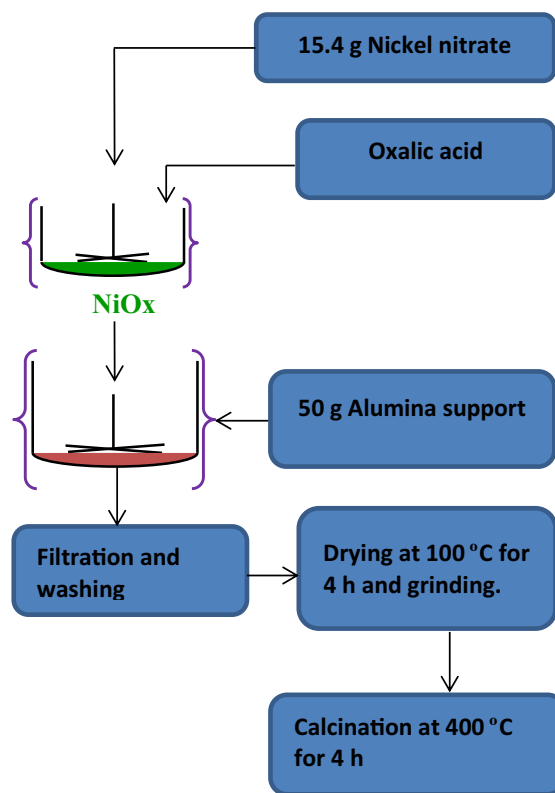 15.4 g Nickel nitrate
Oxalic acid
NiOx
50 g Alumina support
Filtration and
washing
Drying at 100 °C for
4 h and grinding.
Calcination at 400 °C
for 4 h